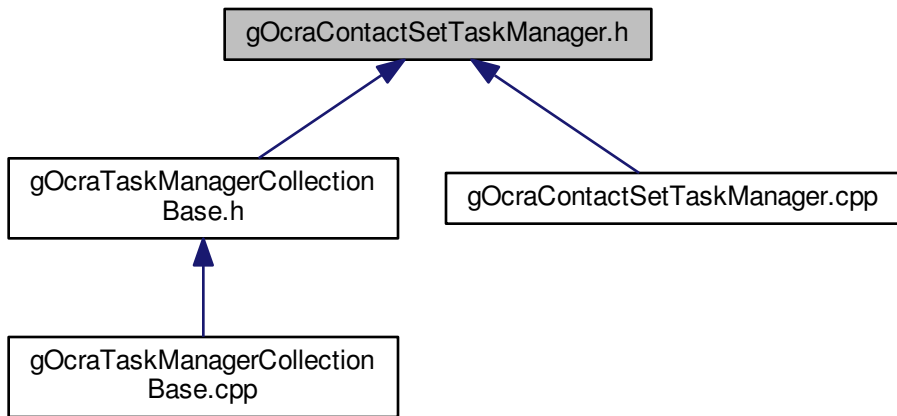 gOcraContactSetTaskManager.h
gOcraTaskManagerCollection
Base.h
gOcraContactSetTaskManager.cpp
gOcraTaskManagerCollection
Base.cpp